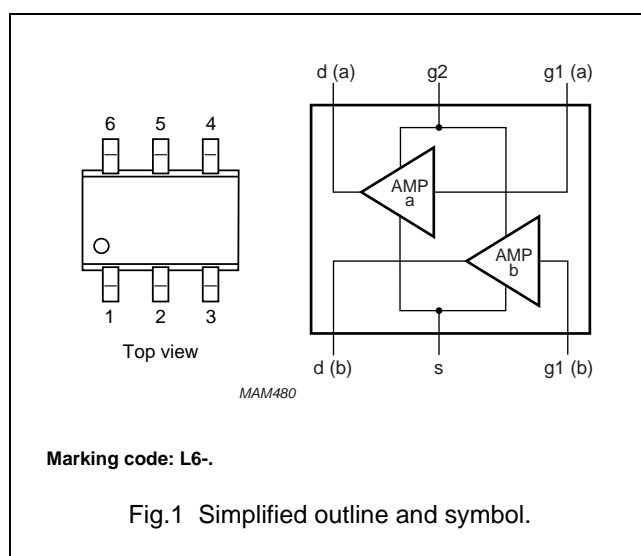 d (a) g2 g1 (a)
6 5 4
AMP
a
AMP
b
1 2 3
Top view
d (b) s g1 (b)
MAM480
Marking code: L6-.
Fig.1 Simplified outline and symbol.